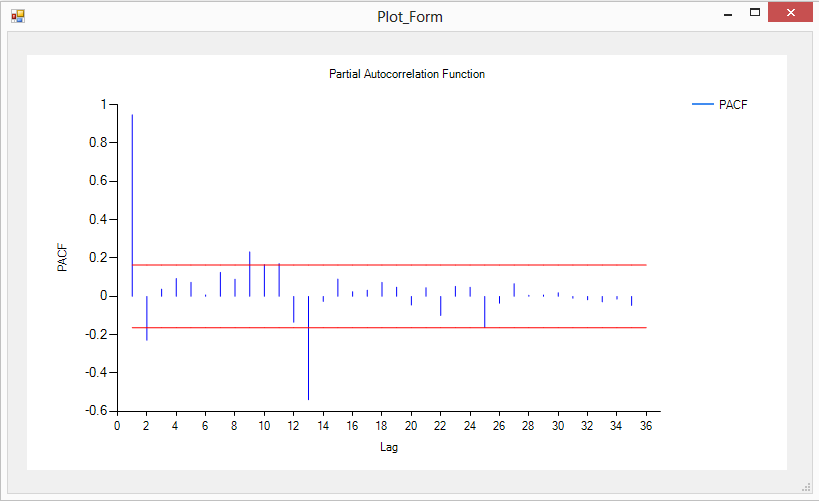 Plot_Form
Partial Autocorrelation Function
PACF
1
0.8
0.6
0.4
0.2
0
-0.2
-0.4
-0.6
PACF
0 2 4 6 8 10 12 14 16 18 20 22 24 26 28 30 32 34 36
Lag